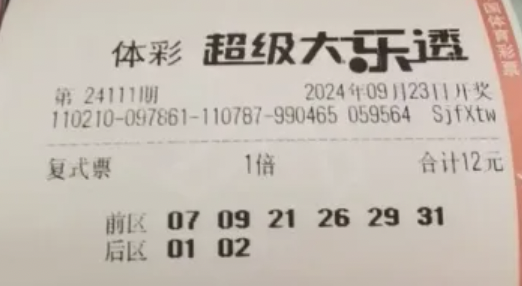 体彩 超级大乐透
第 24111期 2024年09月23日开奖
110210-097861-110787-990465 059564 SjfXtw
复式票 1倍 合计12元
前区 07 09 21 26 29 31
后区 01 02
国体育彩票